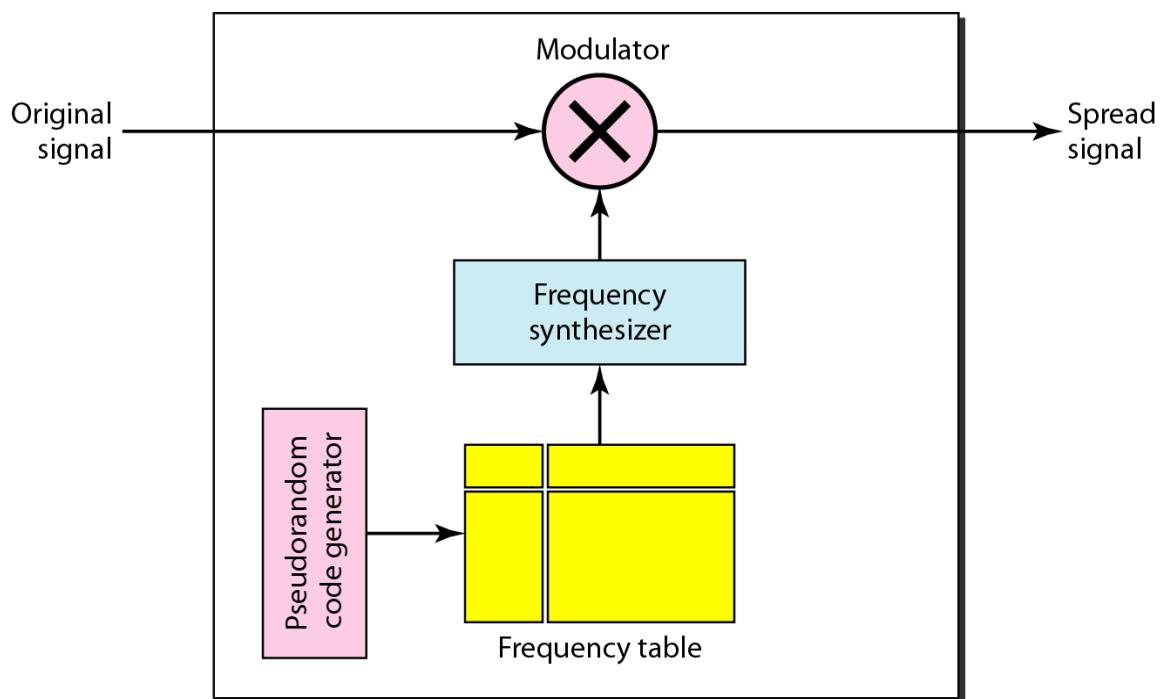 Modulator
Original
signal
Spread
signal
Frequency
synthesizer
Pseudorandom
code generator
Frequency table